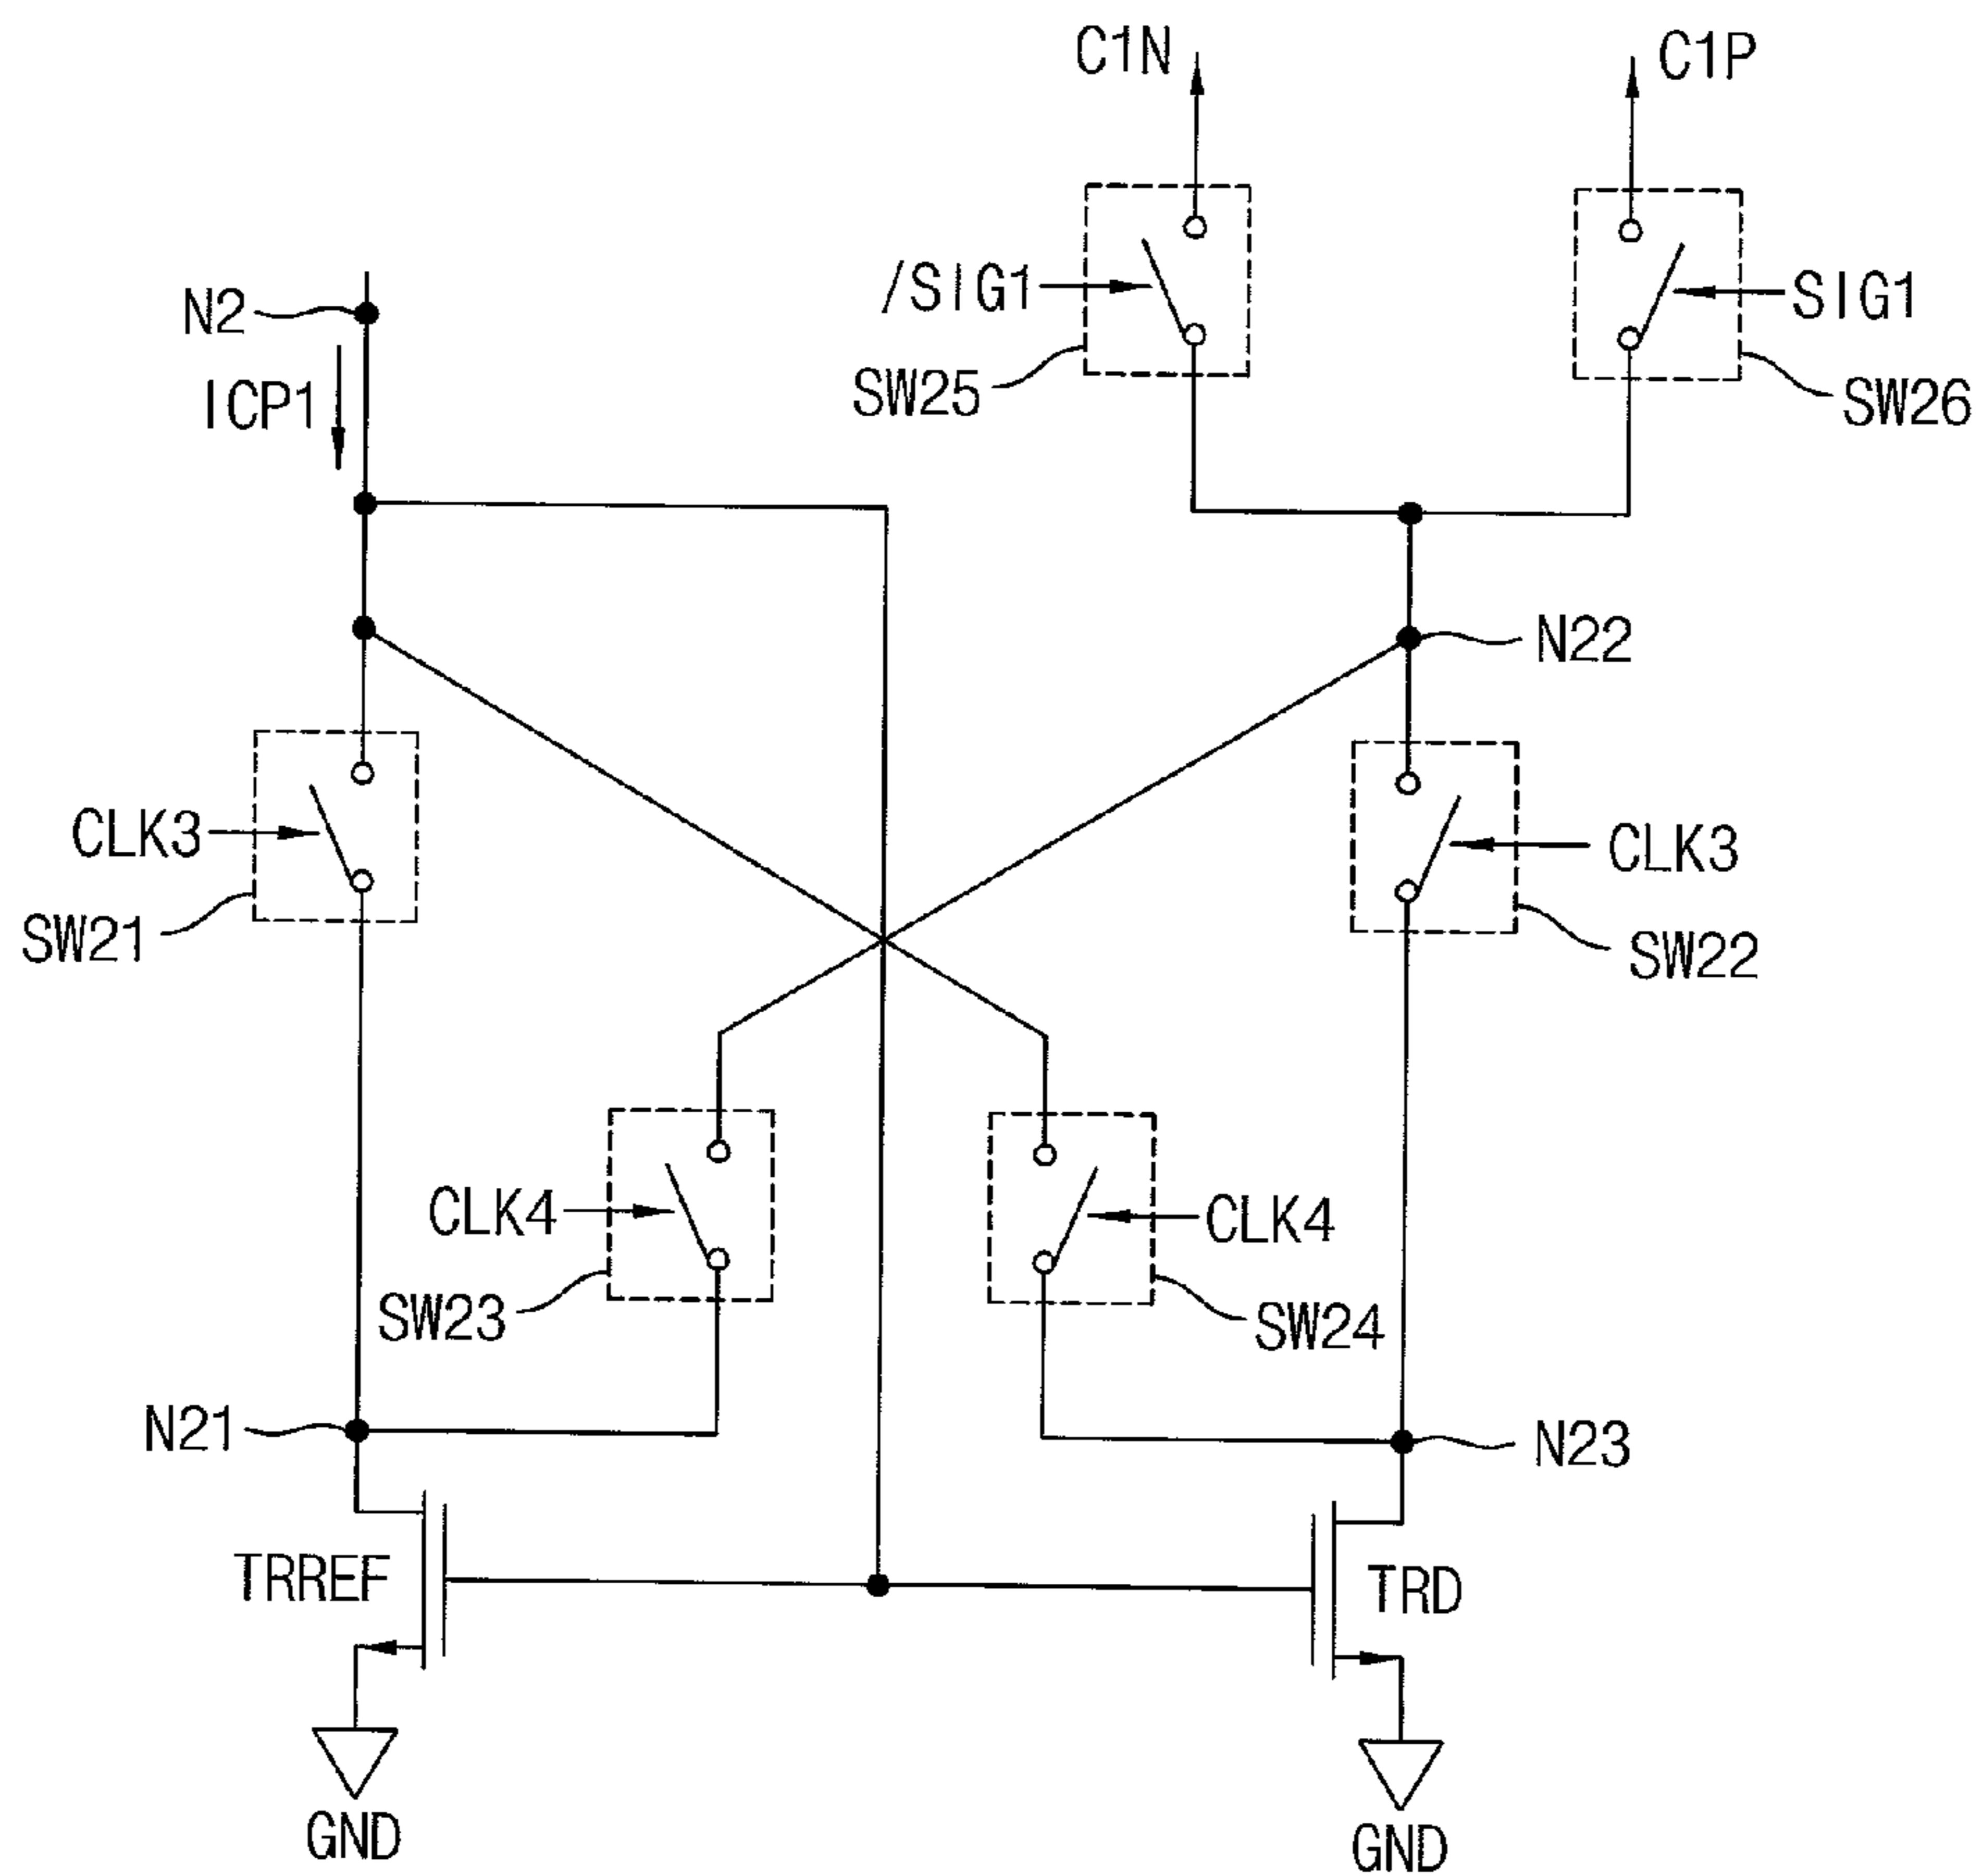 C1N
C1P
/SIG1
SIG1
N2
ICP1
SW25
SW26
N22
CLK3
CLK3
SW21
SW22
CLK4
CLK4
SW23
SW24
N21
N23
TRREF
TRD
GND
GND